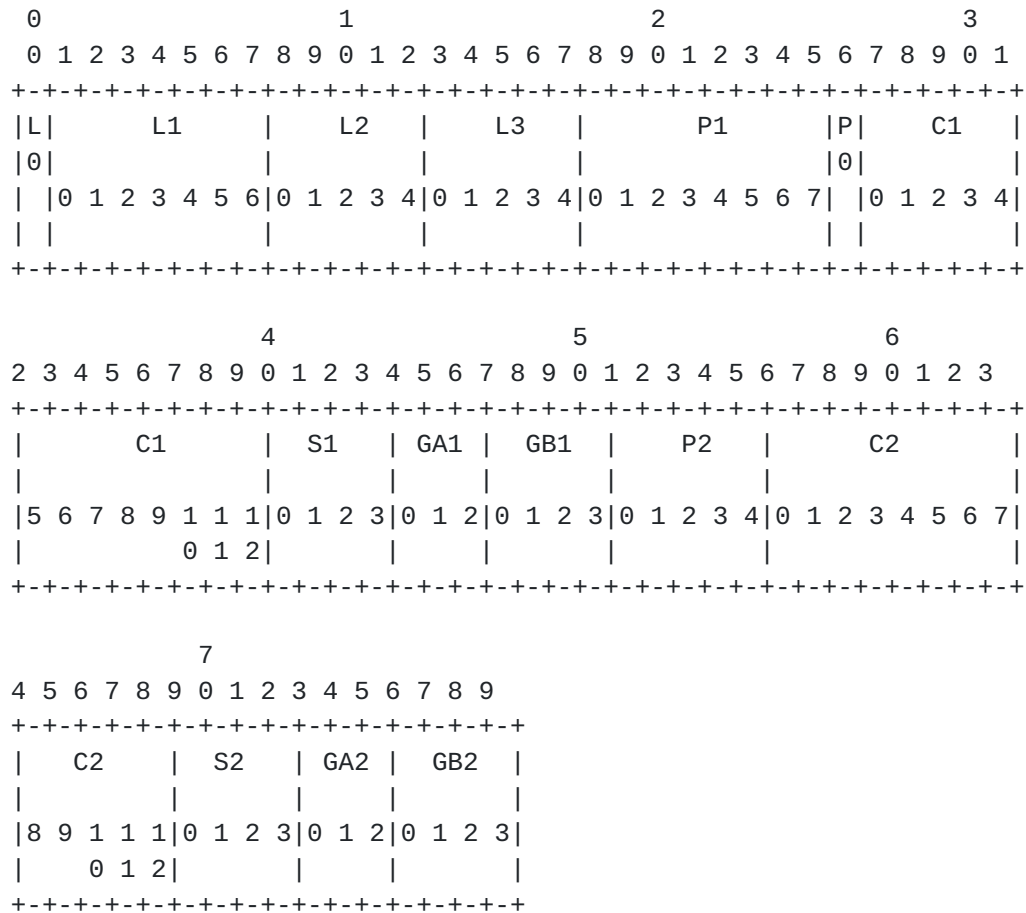 0                   1                   2                   3
 0 1 2 3 4 5 6 7 8 9 0 1 2 3 4 5 6 7 8 9 0 1 2 3 4 5 6 7 8 9 0 1
+-+-+-+-+-+-+-+-+-+-+-+-+-+-+-+-+-+-+-+-+-+-+-+-+-+-+-+-+-+-+-+-+
|L|      L1     |    L2   |    L3   |       P1      |P|    C1   |
|0|             |         |         |               |0|         |
| |0 1 2 3 4 5 6|0 1 2 3 4|0 1 2 3 4|0 1 2 3 4 5 6 7| |0 1 2 3 4|
| |             |         |         |               | |         |
+-+-+-+-+-+-+-+-+-+-+-+-+-+-+-+-+-+-+-+-+-+-+-+-+-+-+-+-+-+-+-+-+

                4                   5                   6
2 3 4 5 6 7 8 9 0 1 2 3 4 5 6 7 8 9 0 1 2 3 4 5 6 7 8 9 0 1 2 3
+-+-+-+-+-+-+-+-+-+-+-+-+-+-+-+-+-+-+-+-+-+-+-+-+-+-+-+-+-+-+-+-+
|       C1      |  S1   | GA1 |  GB1  |    P2   |      C2       |
|               |       |     |       |         |               |
|5 6 7 8 9 1 1 1|0 1 2 3|0 1 2|0 1 2 3|0 1 2 3 4|0 1 2 3 4 5 6 7|
|          0 1 2|       |     |       |         |               |
+-+-+-+-+-+-+-+-+-+-+-+-+-+-+-+-+-+-+-+-+-+-+-+-+-+-+-+-+-+-+-+-+

            7
4 5 6 7 8 9 0 1 2 3 4 5 6 7 8 9
+-+-+-+-+-+-+-+-+-+-+-+-+-+-+-+-+
|   C2    |  S2   | GA2 |  GB2  |
|         |       |     |       |
|8 9 1 1 1|0 1 2 3|0 1 2|0 1 2 3|
|    0 1 2|       |     |       |
+-+-+-+-+-+-+-+-+-+-+-+-+-+-+-+-+